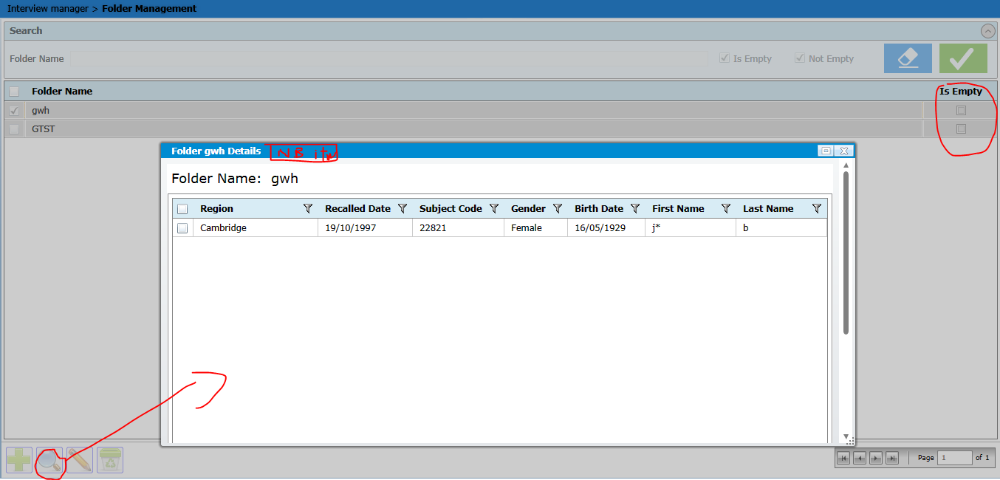 Interview manager > Folder Management
Search
Folder Name Is Empty Not Empty
Folder Name Is Empty
gwh
GTST
Folder gwh Details NB itm
Folder Name: gwh
Region Recalled Date Subject Code Gender Birth Date First Name Last Name
Cambridge 19/10/1997 22821 Female 16/05/1929 j* b
Page 1 of 1